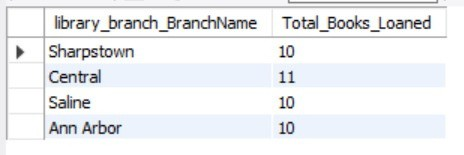 library_branch_BranchName Total_Books_Loaned
Sharpstown 10
Central 11
Saline 10
Ann Arbor 10